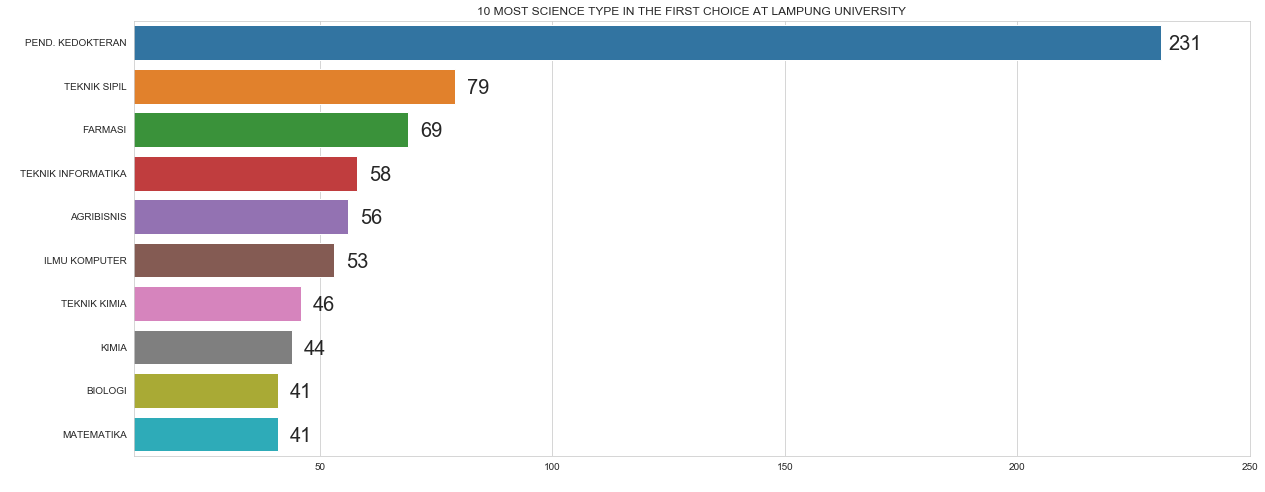 10 MOST SCIENCE TYPE IN THE FIRST CHOICE AT LAMPUNG UNIVERSITY
PEND. KEDOKTERAN 231
TEKNIK SIPIL 79
FARMASI 69
TEKNIK INFORMATIKA 58
AGRIBISNIS 56
ILMU KOMPUTER 53
TEKNIK KIMIA 46
KIMIA 44
BIOLOGI 41
MATEMATIKA 41
50 100 150 200 250